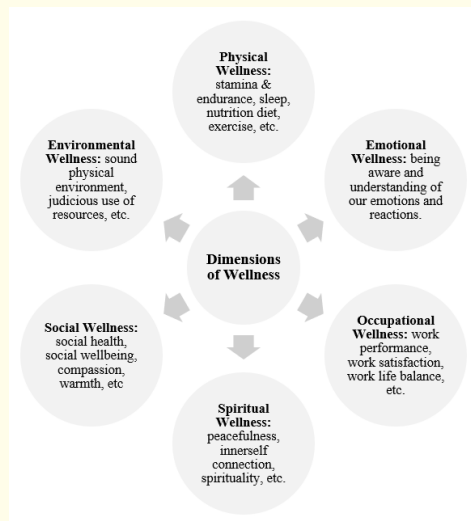 Physical
Wellness:
stamina &
endurance, sleep,
nutrition diet,
exercise, etc.
Emotional
Wellness: being
aware and
understanding of
our emotions and
reactions.
Occupational
Wellness: work
performance,
work satisfaction,
work life balance,
etc.
Spiritual
Wellness:
peacefulness,
innerself
connection,
spirituality, etc.
Social Wellness:
social health,
social wellbeing,
compassion,
warmth, etc
Environmental
Wellness: sound
physical
environment,
judicious use of
resources, etc.
Dimensions
of Wellness